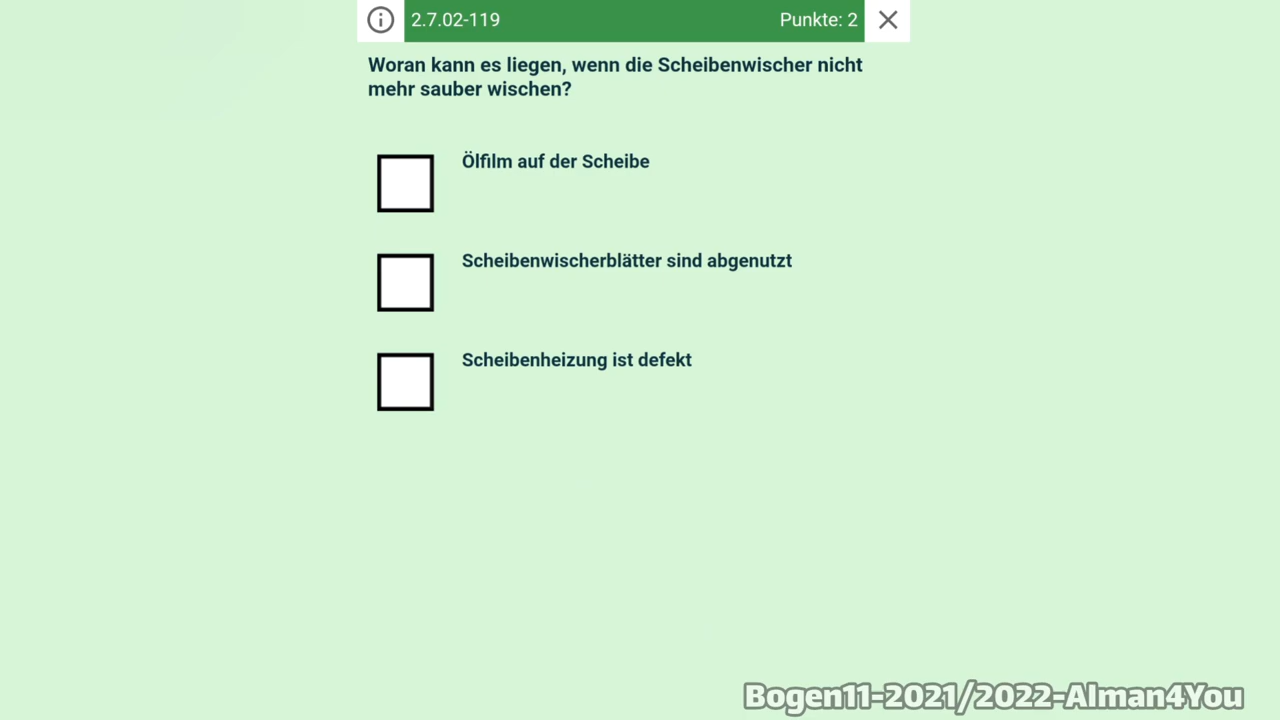 2.7.02-119 Punkte: 2
Woran kann es liegen, wenn die Scheibenwischer nicht
mehr sauber wischen?
Ölfilm auf der Scheibe
Scheibenwischerblätter sind abgenutzt
Scheibenheizung ist defekt
Bogen11-2021/2022-Alman4You